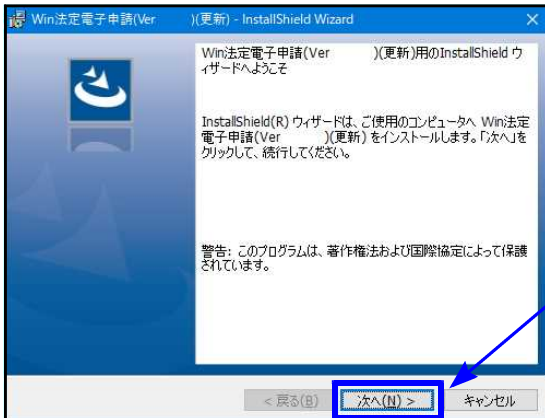 Win法定電子申請(Ver　　　)(更新) - InstallShield Wizard
Win法定電子申請(Ver　　　)(更新)用のInstallShield ウ
ィザードへようこそ
InstallShield(R) ウィザードは、ご使用のコンピュータへ Win法定
電子申請(Ver　　　)(更新) をインストールします。「次へ」を
クリックして、続行してください。
警告: このプログラムは、著作権法および国際協定によって保護
されています。
< 戻る(B)　次へ(N) >　キャンセル